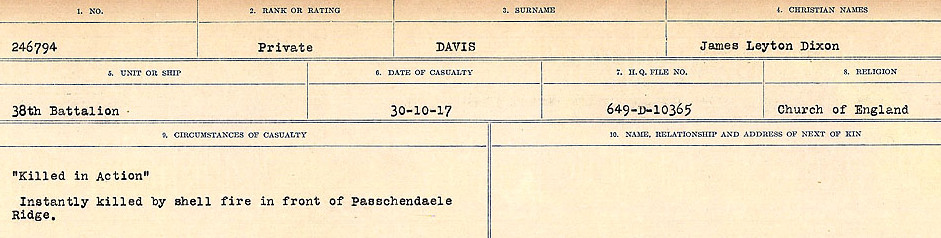 1. NO. 2. RANK OR RATING 3. SURNAME 4. CHRISTIAN NAMES
246794 Private DAVIS James Leyton Dixon
5. UNIT OR SHIP 6. DATE OF CASUALTY 7. H.Q. FILE NO. 8. RELIGION
38th Battalion 30-10-17 649-D-10365 Church of England
9. CIRCUMSTANCES OF CASUALTY 10. NAME, RELATIONSHIP AND ADDRESS OF NEXT OF KIN
"Killed in Action"
Instantly killed by shell fire in front of Passchendaele
Ridge.